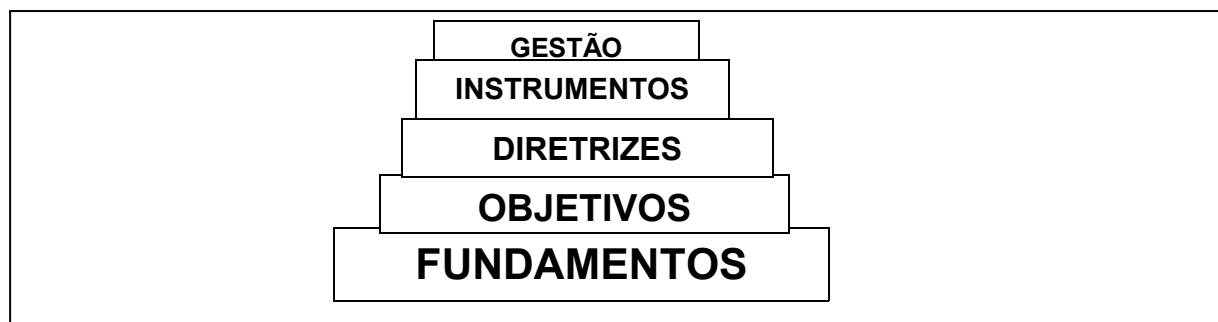 GESTÃO
INSTRUMENTOS
DIRETRIZES
OBJETIVOS
FUNDAMENTOS